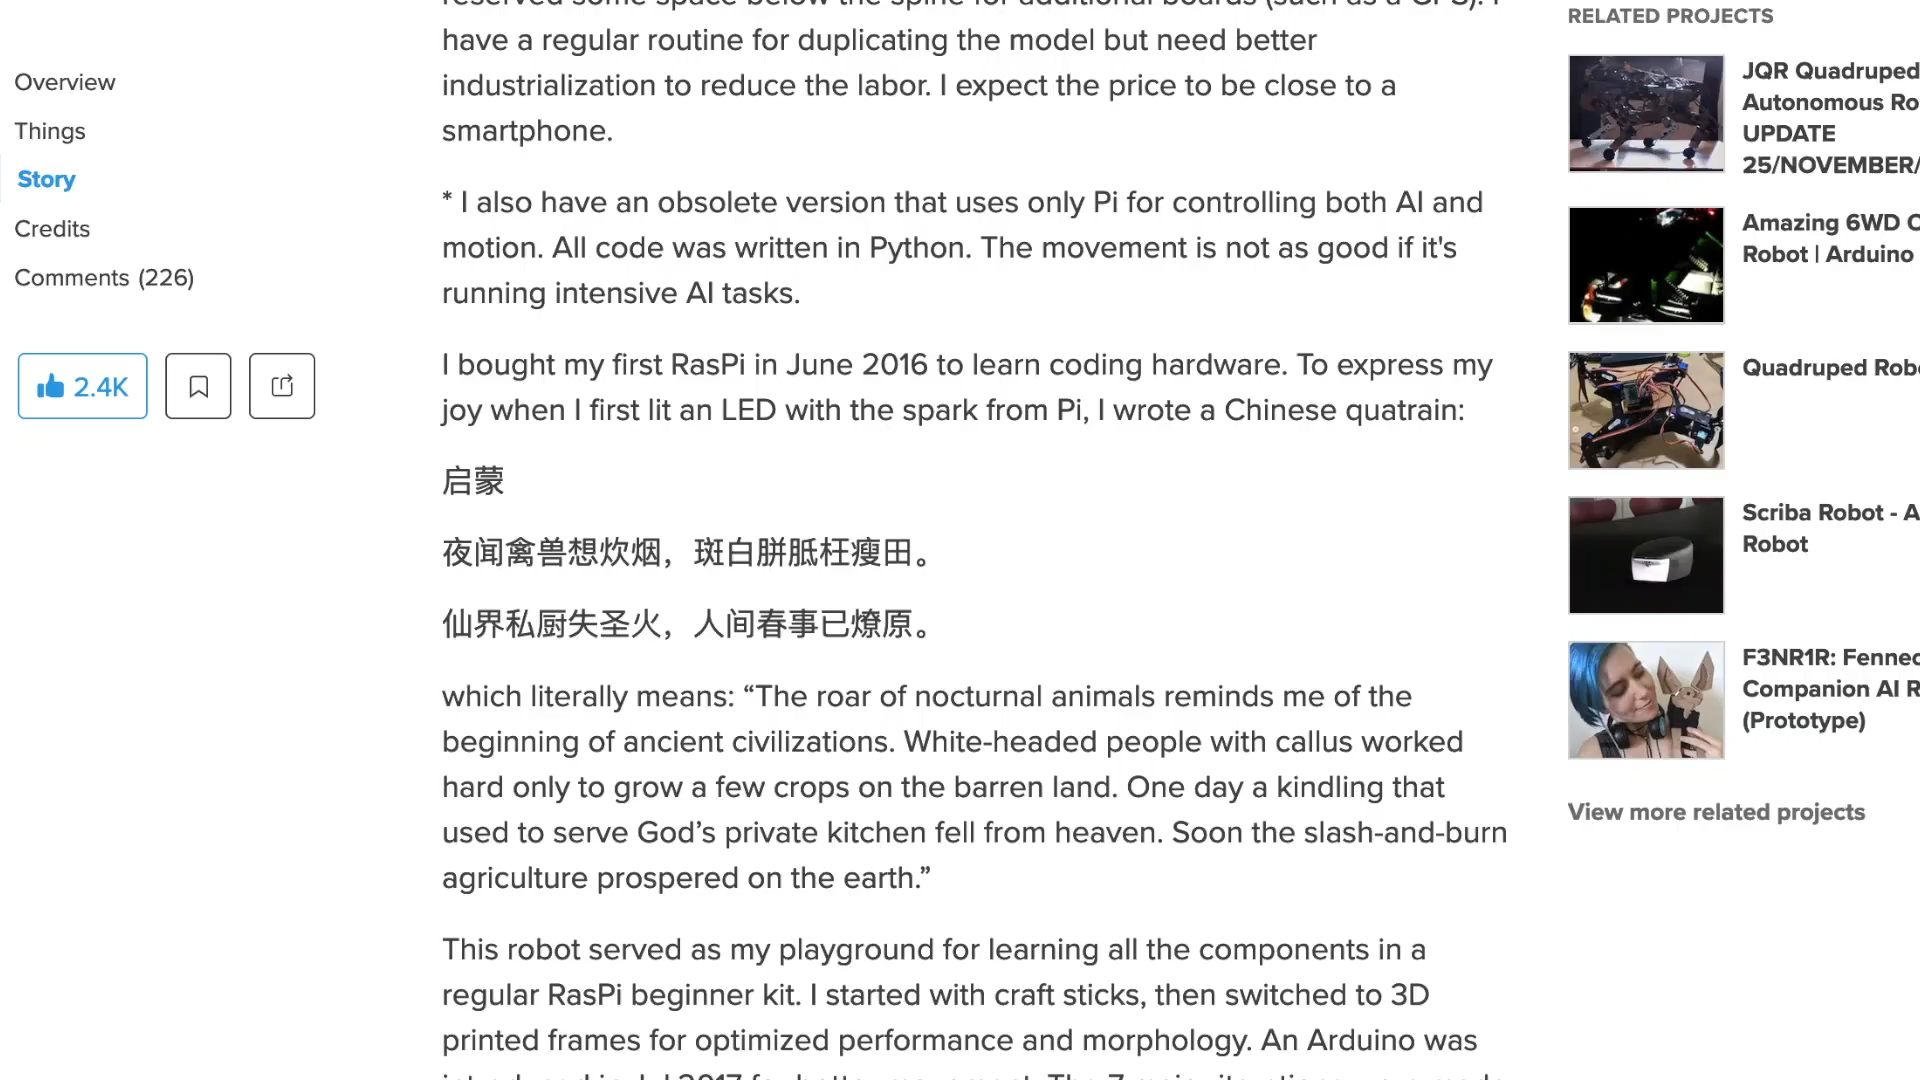 have a regular routine for duplicating the model but need better
industrialization to reduce the labor. I expect the price to be close to a
smartphone.
* I also have an obsolete version that uses only Pi for controlling both AI and
motion. All code was written in Python. The movement is not as good if it's
running intensive AI tasks.
I bought my first RasPi in June 2016 to learn coding hardware. To express my
joy when I first lit an LED with the spark from Pi, I wrote a Chinese quatrain:
启蒙
夜闻禽兽想炊烟，斑白胼胝枉瘦田。
仙界私厨失圣火，人间春事已燎原。
which literally means: “The roar of nocturnal animals reminds me of the
beginning of ancient civilizations. White-headed people with callus worked
hard only to grow a few crops on the barren land. One day a kindling that
used to serve God’s private kitchen fell from heaven. Soon the slash-and-burn
agriculture prospered on the earth.”
This robot served as my playground for learning all the components in a
regular RasPi beginner kit. I started with craft sticks, then switched to 3D
printed frames for optimized performance and morphology. An Arduino was
Overview
Things
Story
Credits
Comments (226)
2.4K
RELATED PROJECTS
JQR Quadruped
Autonomous Ro
UPDATE
25/NOVEMBER/
Amazing 6WD
Robot | Arduino
Quadruped Rob
Scriba Robot - A
Robot
F3NR1R: Fennec
Companion AI R
(Prototype)
View more related projects